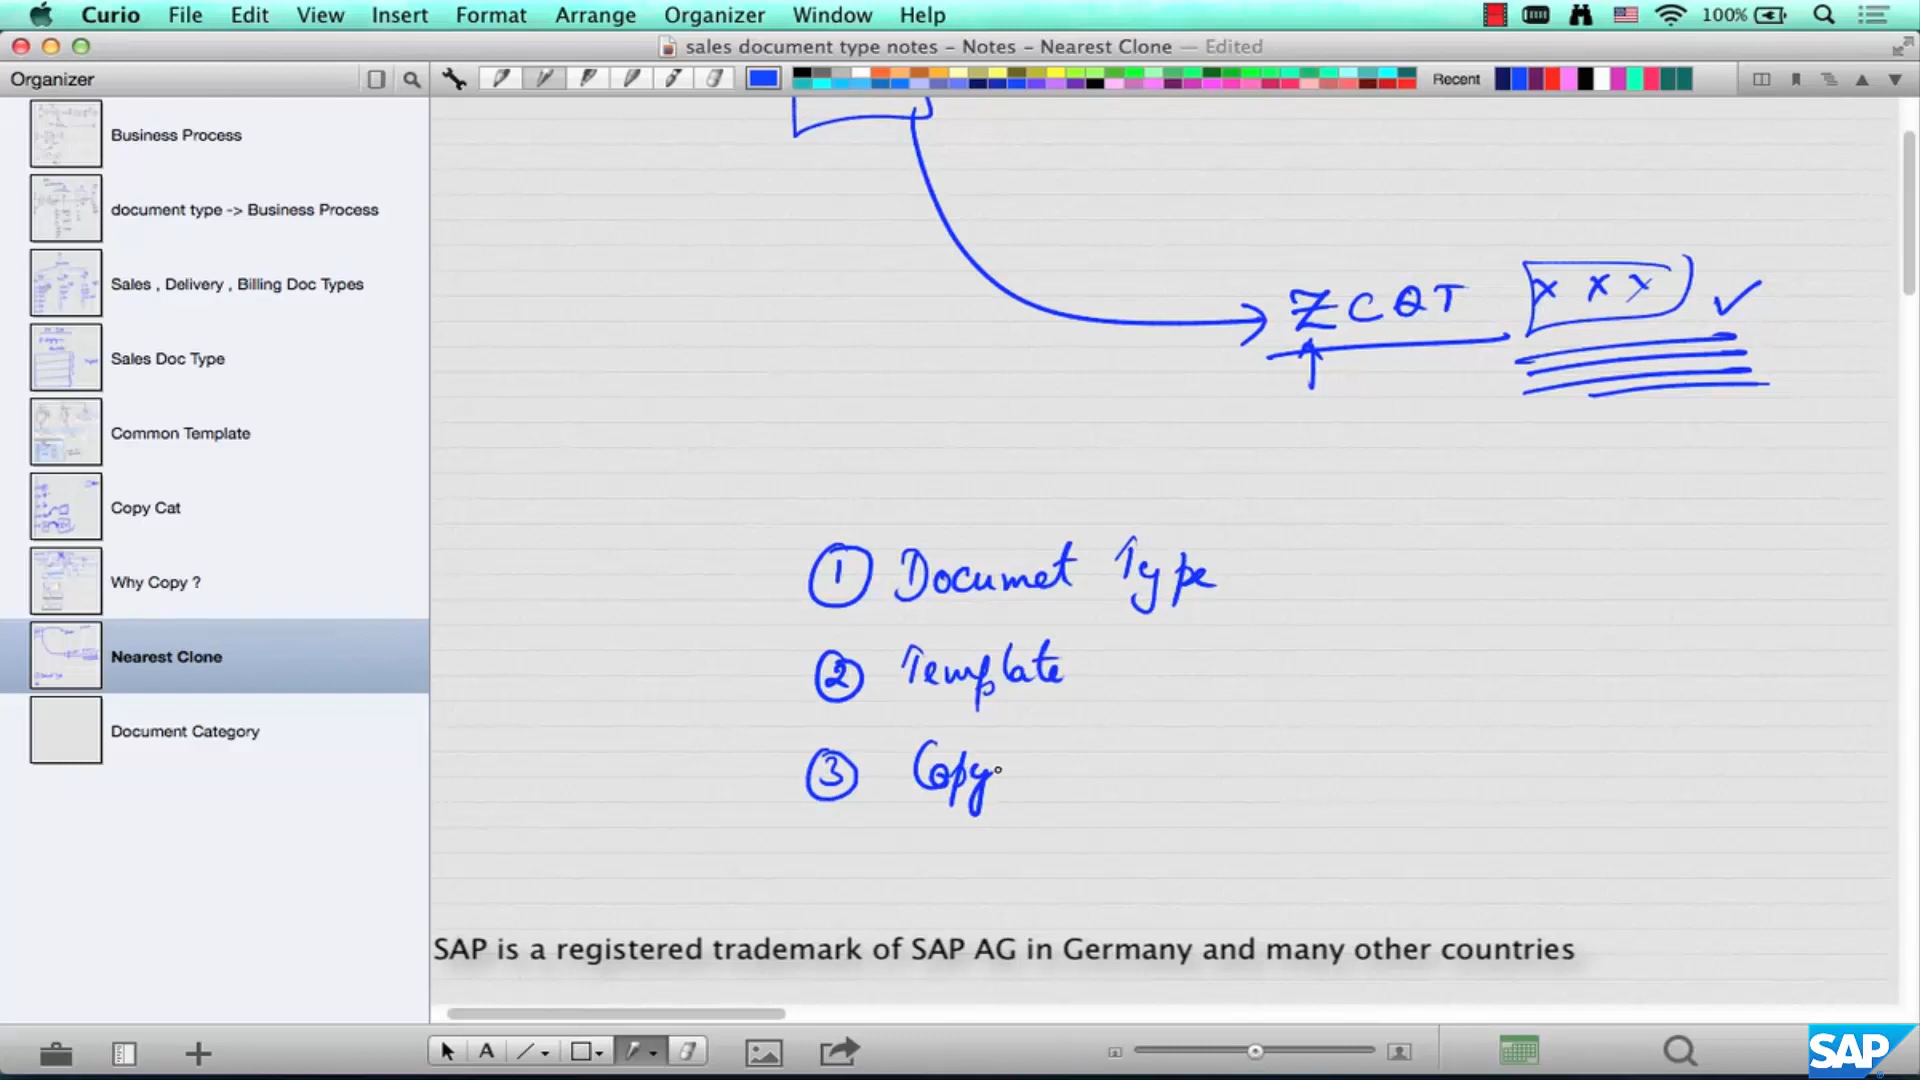 Curio File Edit View Insert Format Arrange Organizer Window Help 100%
sales document type notes – Notes – Nearest Clone — Edited
Organizer
Recent
Business Process
document type -> Business Process
Sales , Delivery , Billing Doc Types
Sales Doc Type
Common Template
Copy Cat
Why Copy ?
Nearest Clone
Document Category
ZCQT xxx
1 Documet Type
2 Template
3 Copy
SAP is a registered trademark of SAP AG in Germany and many other countries
A
SAP